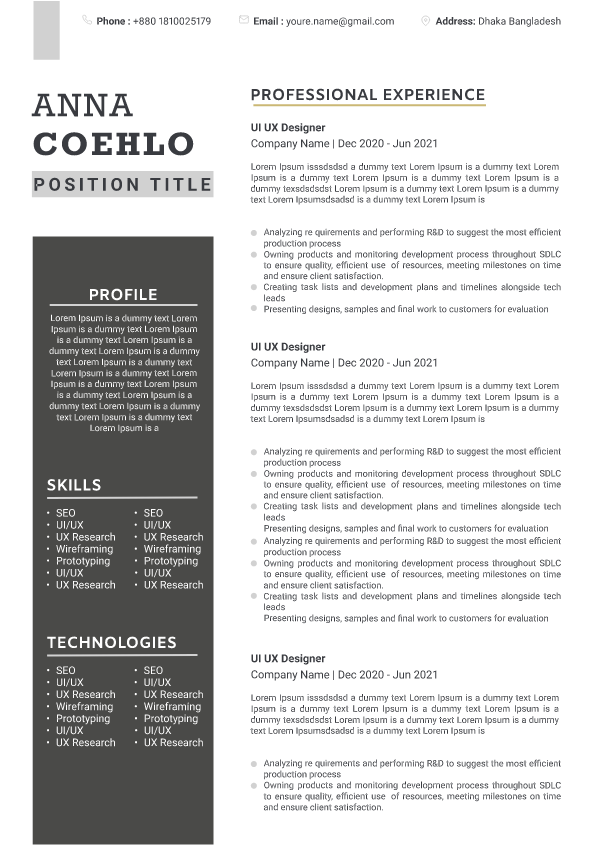 Phone : +880 1810025179 Email : youre.name@gmail.com Address: Dhaka Bangladesh
ANNA
COEHLO
POSITION TITLE
PROFILE
Lorem Ipsum is a dummy text Lorem
Ipsum is a dummy text Lorem Ipsum
is a dummy text Lorem Ipsum is a
dummy text Lorem Ipsum is a dummy
text Lorem Ipsum is a dummy text
Lorem Ipsum is a dummy text Lorem
Ipsum is a dummy text Lorem Ipsum
is a dummy text Lorem Ipsum is a
dummy text Lorem Ipsum is a dummy
text Lorem Ipsum is a dummy text
Lorem Ipsum is a
SKILLS
• SEO • SEO
• UI/UX • UI/UX
• UX Research • UX Research
• Wireframing • Wireframing
• Prototyping • Prototyping
• UI/UX • UI/UX
• UX Research • UX Research
TECHNOLOGIES
• SEO • SEO
• UI/UX • UI/UX
• UX Research • UX Research
• Wireframing • Wireframing
• Prototyping • Prototyping
• UI/UX • UI/UX
• UX Research • UX Research
PROFESSIONAL EXPERIENCE
UI UX Designer
Company Name | Dec 2020 - Jun 2021
Lorem Ipsum isssdsdsd a dummy text Lorem Ipsum is a dummy text Lorem
Ipsum is a dummy text Lorem Ipsum is a dummy text Lorem Ipsum is a
dummy texsdsdsdst Lorem Ipsum is a dummy text Lorem Ipsum is a dummy
text Lorem Ipsumsdsadsd is a dummy text Lorem Ipsum is
Analyzing re quirements and performing R&D to suggest the most efficient
production process
Owning products and monitoring development process throughout SDLC
to ensure quality, efficient use of resources, meeting milestones on time
and ensure client satisfaction.
Creating task lists and development plans and timelines alongside tech
leads
Presenting designs, samples and final work to customers for evaluation
UI UX Designer
Company Name | Dec 2020 - Jun 2021
Lorem Ipsum isssdsdsd a dummy text Lorem Ipsum is a dummy text Lorem
Ipsum is a dummy text Lorem Ipsum is a dummy text Lorem Ipsum is a
dummy texsdsdsdst Lorem Ipsum is a dummy text Lorem Ipsum is a dummy
text Lorem Ipsumsdsadsd is a dummy text Lorem Ipsum is
Analyzing re quirements and performing R&D to suggest the most efficient
production process
Owning products and monitoring development process throughout SDLC
to ensure quality, efficient use of resources, meeting milestones on time
and ensure client satisfaction.
Creating task lists and development plans and timelines alongside tech
leads
Presenting designs, samples and final work to customers for evaluation
Analyzing re quirements and performing R&D to suggest the most efficient
production process
Owning products and monitoring development process throughout SDLC
to ensure quality, efficient use of resources, meeting milestones on time
and ensure client satisfaction.
Creating task lists and development plans and timelines alongside tech
leads
Presenting designs, samples and final work to customers for evaluation
UI UX Designer
Company Name | Dec 2020 - Jun 2021
Lorem Ipsum isssdsdsd a dummy text Lorem Ipsum is a dummy text Lorem
Ipsum is a dummy text Lorem Ipsum is a dummy text Lorem Ipsum is a
dummy texsdsdsdst Lorem Ipsum is a dummy text Lorem Ipsum is a dummy
text Lorem Ipsumsdsadsd is a dummy text Lorem Ipsum is
Analyzing re quirements and performing R&D to suggest the most efficient
production process
Owning products and monitoring development process throughout SDLC
to ensure quality, efficient use of resources, meeting milestones on time
and ensure client satisfaction.